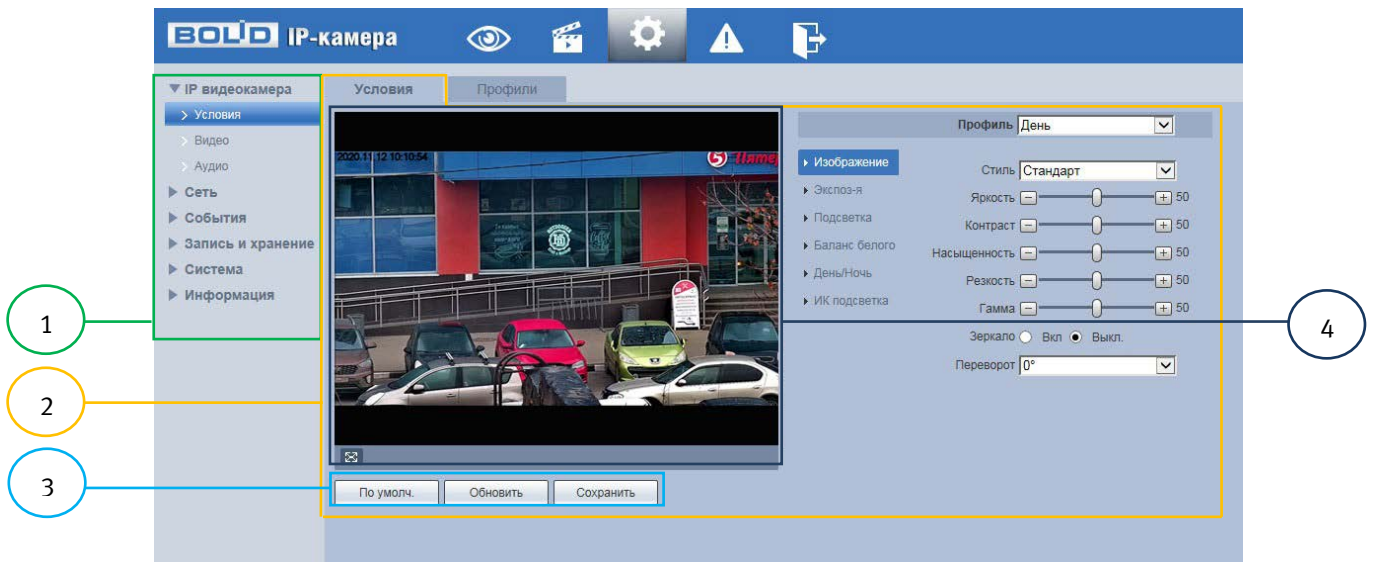 BOLID IP-камера
IP видеокамера
Условия
Видео
Аудио
Сеть
События
Запись и хранение
Система
Информация
Условия
Профили
2020.11.12 10:10:54
5
Профиль День
Изображение
Экспоз-я
Подсветка
Баланс белого
День/Ночь
ИК подсветка
Стиль Стандарт
Яркость 50
Контраст 50
Насыщенность 50
Резкость 50
Гамма 50
Зеркало Вкл Выкл.
Переворот 0°
По умолч.
Обновить
Сохранить
1
2
3
4